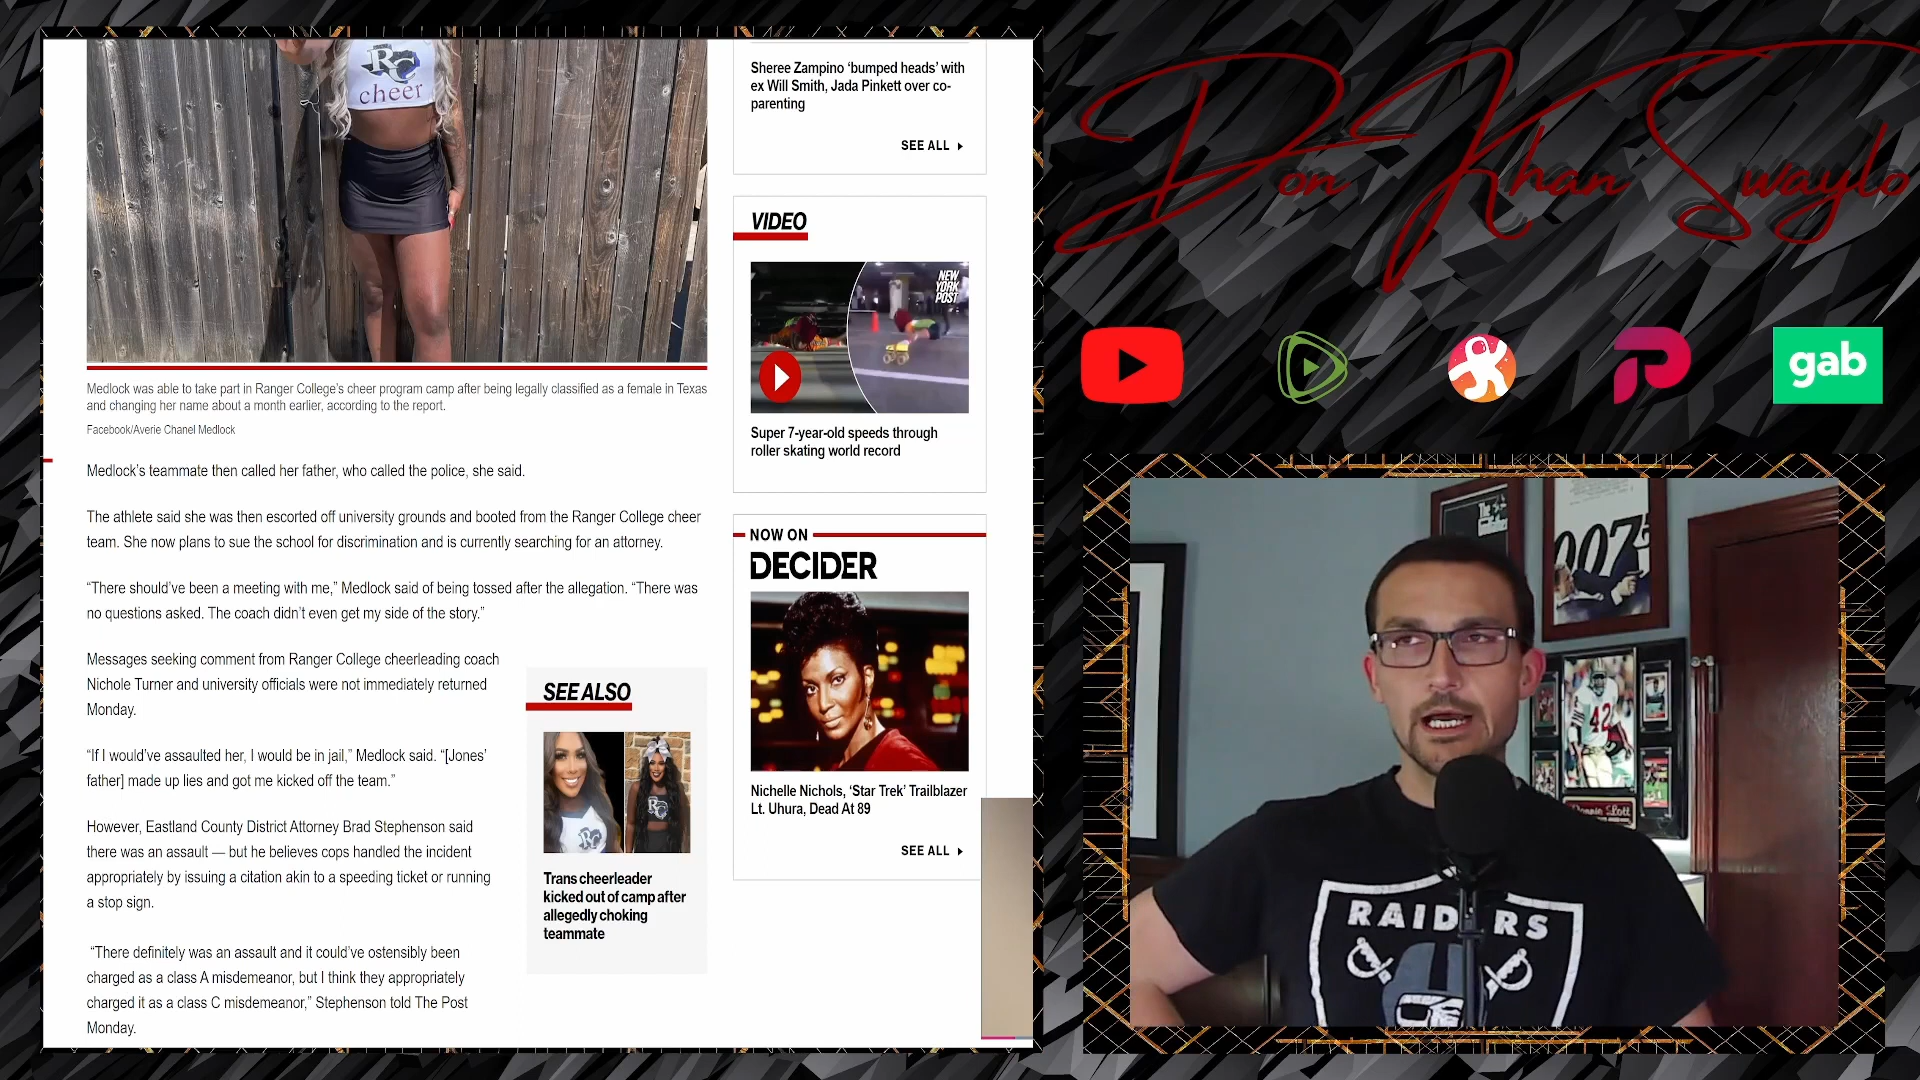 RC
cheer
Medlock was able to take part in Ranger College's cheer program camp after being legally classified as a female in Texas
and changing her name about a month earlier, according to the report.
Facebook/Averie Chanel Medlock
Medlock's teammate then called her father, who called the police, she said.
The athlete said she was then escorted off university grounds and booted from the Ranger College cheer
team. She now plans to sue the school for discrimination and is currently searching for an attorney.
“There should've been a meeting with me,” Medlock said of being tossed after the allegation. “There was
no questions asked. The coach didn't even get my side of the story.”
Messages seeking comment from Ranger College cheerleading coach
Nichole Turner and university officials were not immediately returned
Monday.
“If I would've assaulted her, I would be in jail,” Medlock said. “[Jones'
father] made up lies and got me kicked off the team.”
However, Eastland County District Attorney Brad Stephenson said
there was an assault — but he believes cops handled the incident
appropriately by issuing a citation akin to a speeding ticket or running
a stop sign.
“There definitely was an assault and it could've ostensibly been
charged as a class A misdemeanor, but I think they appropriately
charged it as a class C misdemeanor,” Stephenson told The Post
Monday.
SEE ALSO
RC
RC
Trans cheerleader
kicked out of camp after
allegedly choking
teammate
Sheree Zampino ‘bumped heads’ with
ex Will Smith, Jada Pinkett over co-
parenting
SEE ALL
VIDEO
NEW
YORK
POST
Super 7-year-old speeds through
roller skating world record
NOW ON
DECIDER
Nichelle Nichols, ‘Star Trek’ Trailblazer
Lt. Uhura, Dead At 89
SEE ALL
Don Khan Swaylo
gab
The
007
42
RAIDERS